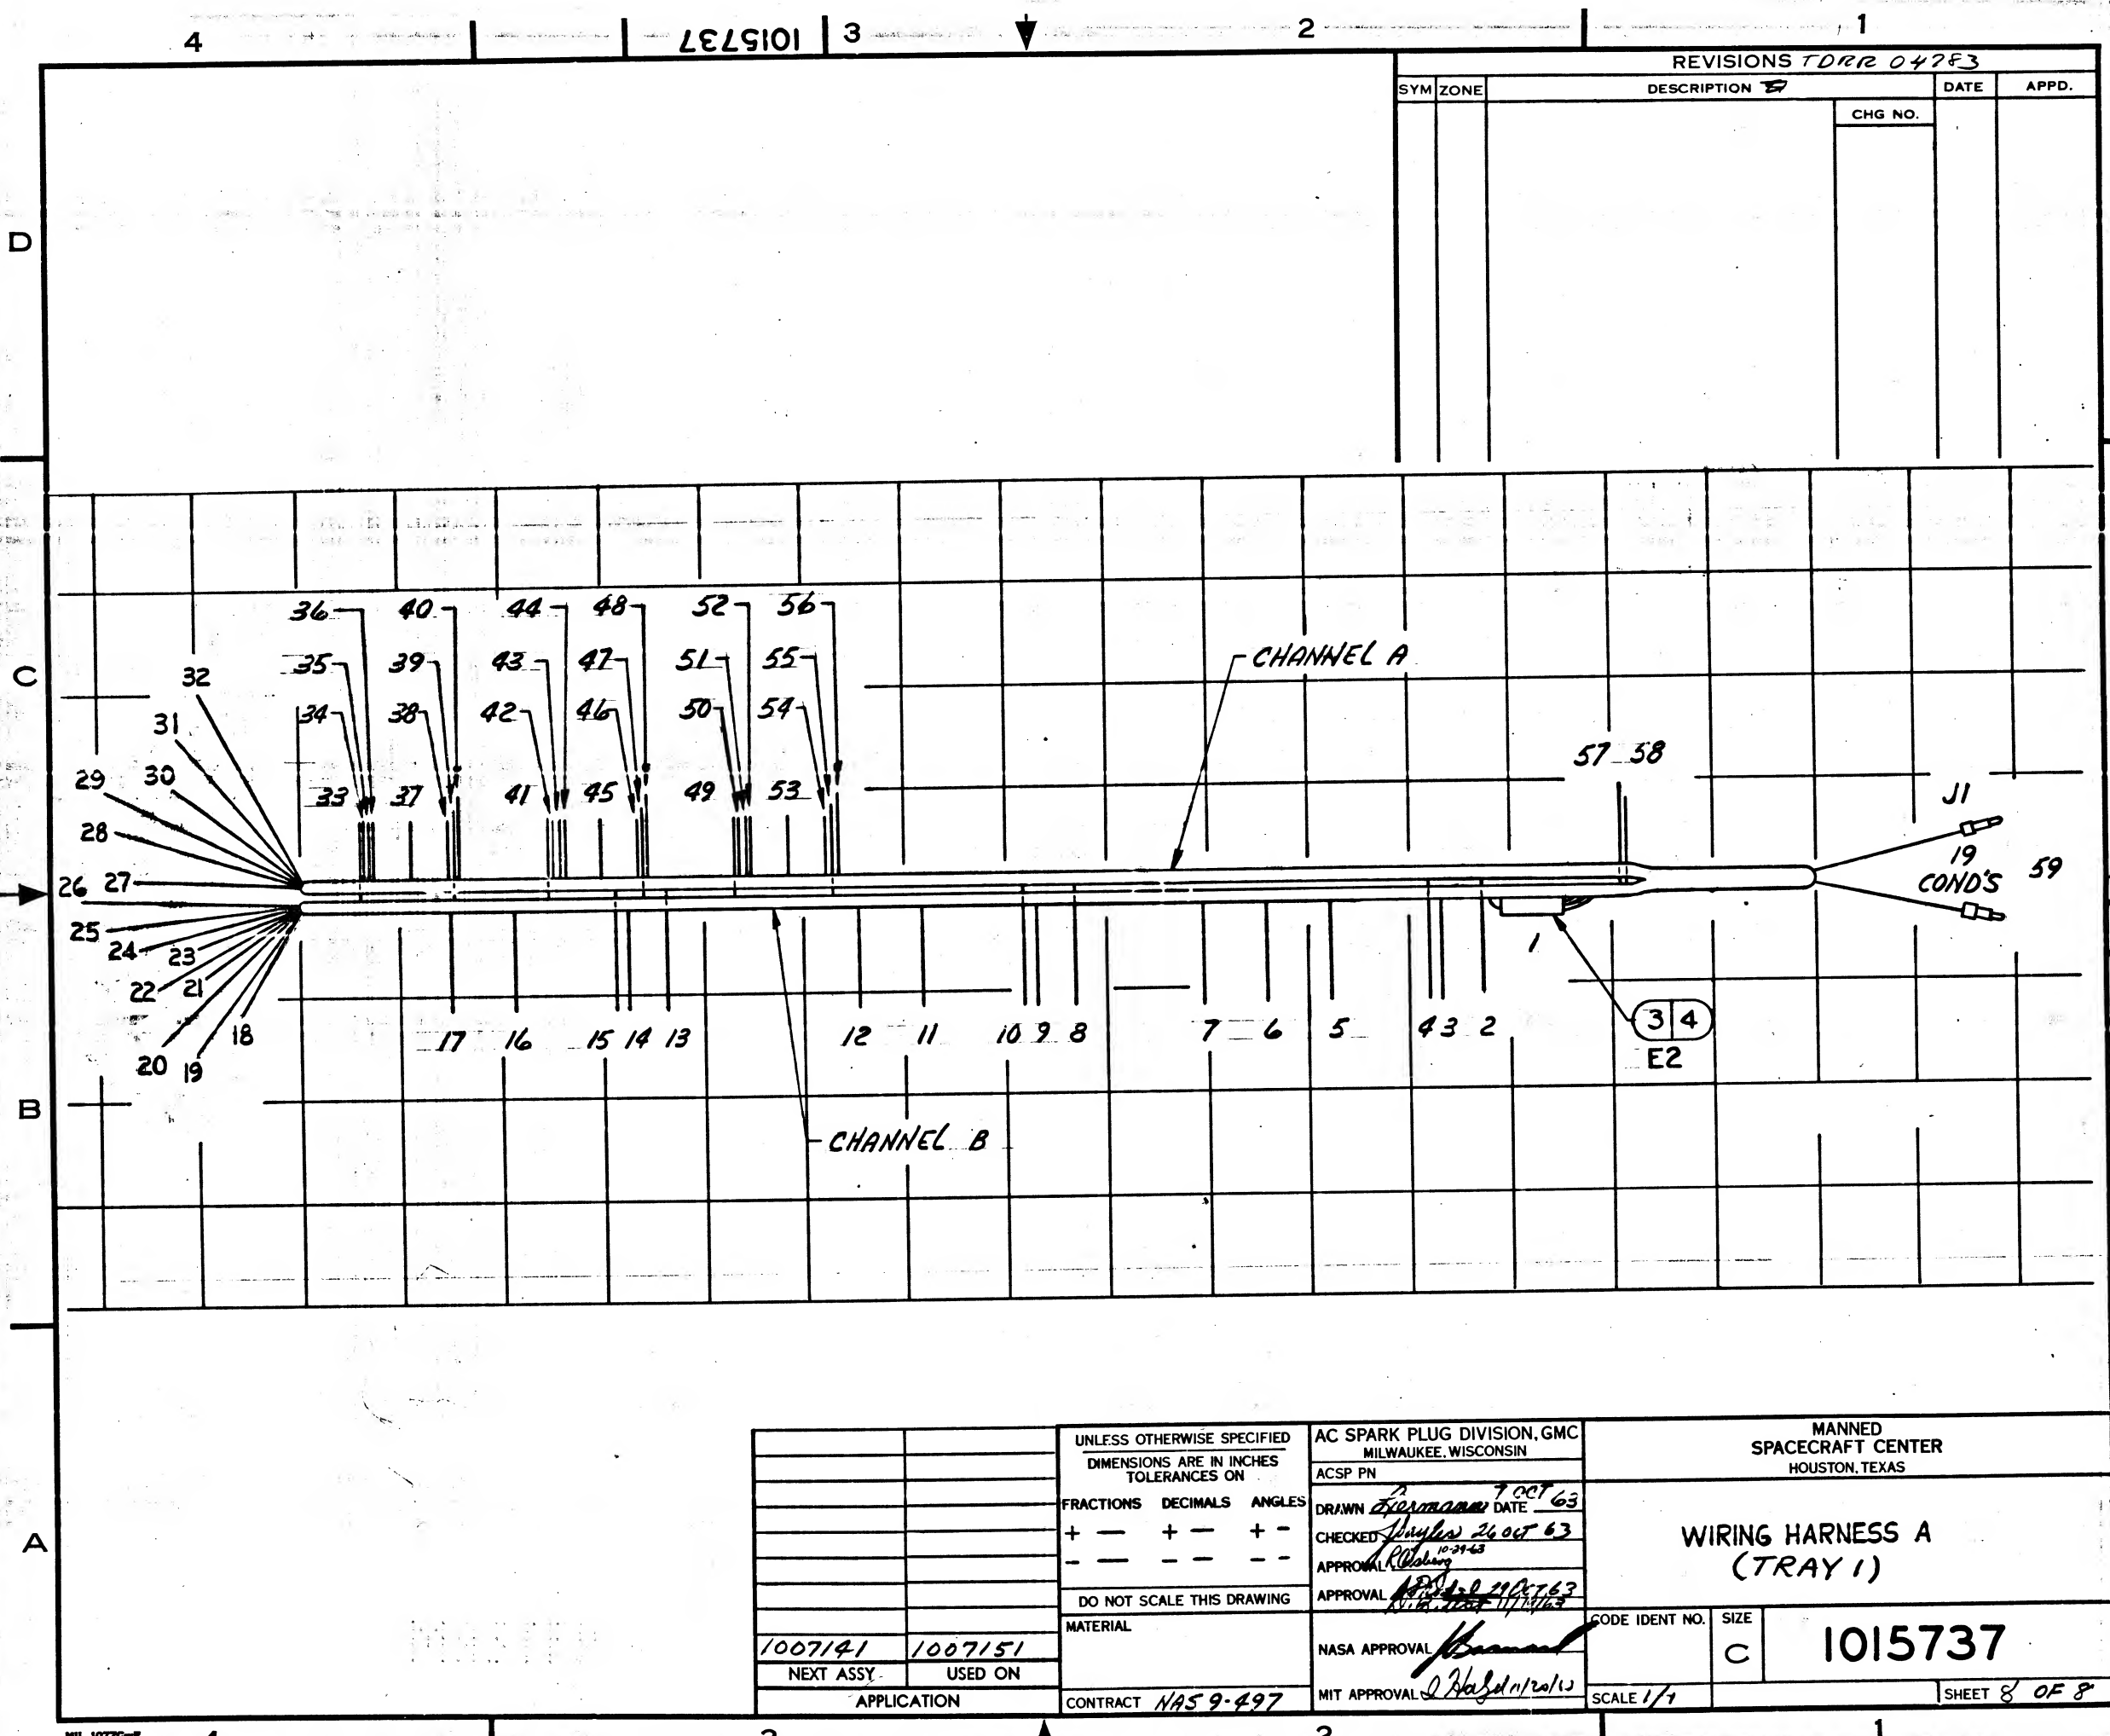 4
1015737
3
2
1
REVISIONS TDRR 04783
SYM ZONE DESCRIPTION DATE APPD.
CHG NO.
D
C
B
A
36 40 44 48 52 56
35 39 43 47 51 55
34 38 42 46 50 54
33 37 41 45 49 53
CHANNEL A
57 58
32
31
30
29
28
27
26
25
24
23
22
21
20
19
18
J1
19
COND'S
59
1
3 4
E2
17 16 15 14 13 12 11 10 9 8 7 6 5 4 3 2
CHANNEL B
1007141 1007151
NEXT ASSY. USED ON
APPLICATION
UNLESS OTHERWISE SPECIFIED
DIMENSIONS ARE IN INCHES
TOLERANCES ON
FRACTIONS DECIMALS ANGLES
+ — + — + -
- — - — - -
DO NOT SCALE THIS DRAWING
MATERIAL
CONTRACT NAS 9-497
AC SPARK PLUG DIVISION, GMC
MILWAUKEE, WISCONSIN
ACSP PN
DRAWN DATE 7 OCT 63
CHECKED 26 OCT 63
APPROVAL 10-29-63
APPROVAL 29 OCT 63
NASA APPROVAL
MIT APPROVAL
MANNED
SPACECRAFT CENTER
HOUSTON, TEXAS
WIRING HARNESS A
(TRAY 1)
CODE IDENT NO. SIZE
C
1015737
SCALE 1/1
SHEET 8 OF 8
1